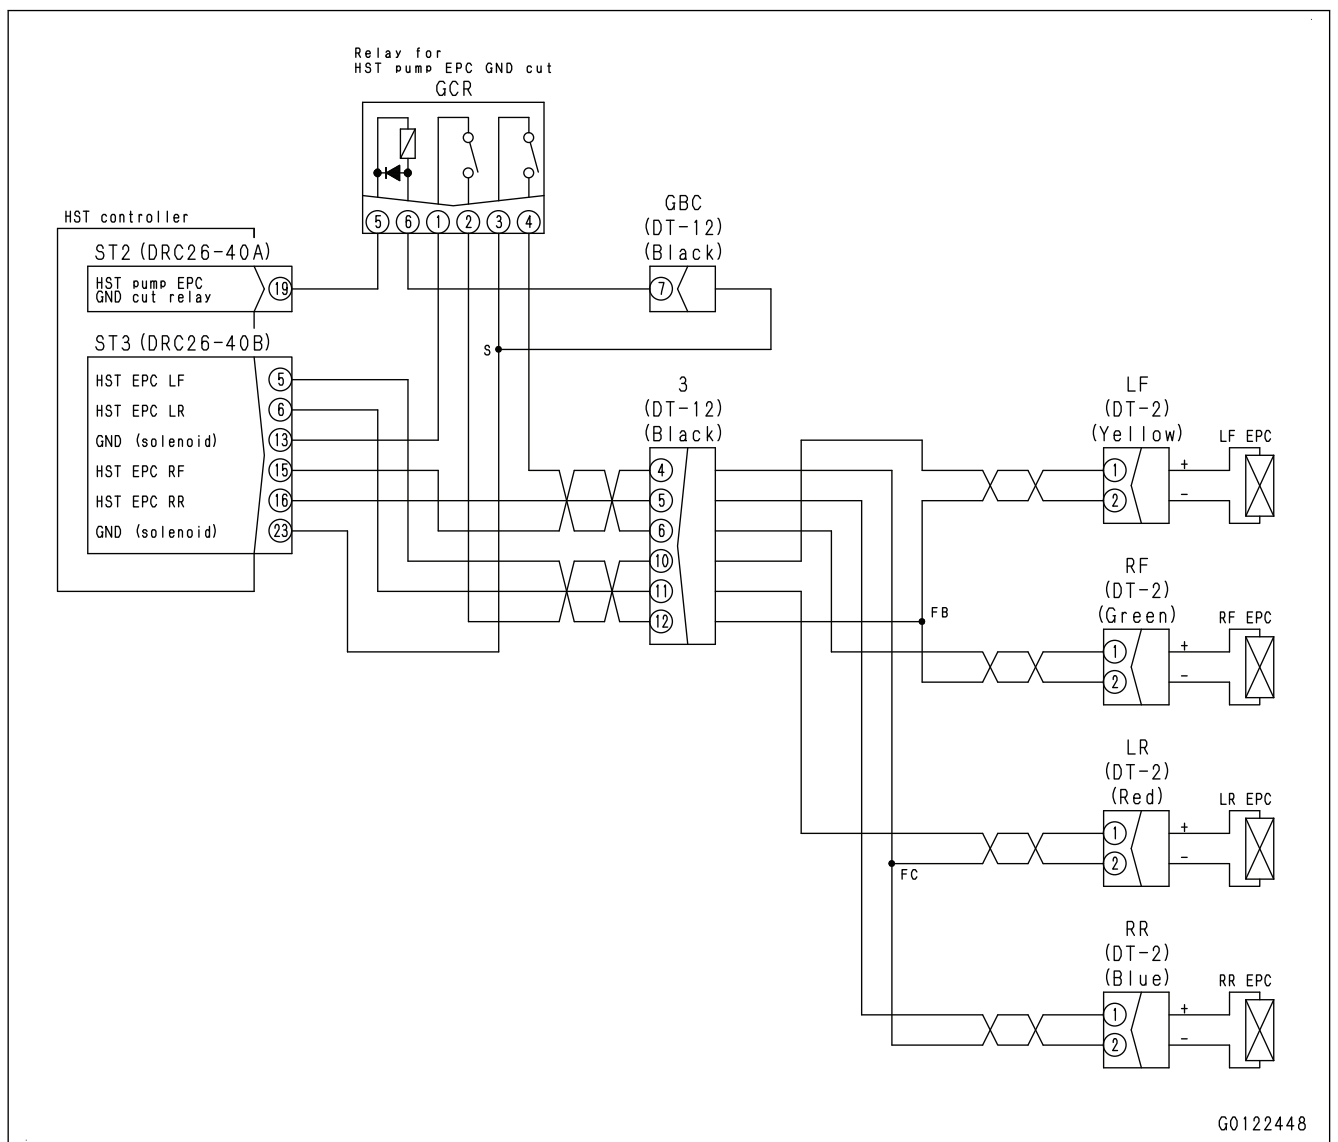 Relay for
HST pump EPC GND cut
GCR
5 6 1 2 3 4
HST controller
ST2 (DRC26-40A)
HST pump EPC
GND cut relay
19
GBC
(DT-12)
(Black)
7
S
ST3 (DRC26-40B)
HST EPC LF 5
HST EPC LR 6
GND (solenoid) 13
HST EPC RF 15
HST EPC RR 16
GND (solenoid) 23
3
(DT-12)
(Black)
4
5
6
10
11
12
FB
FC
LF
(DT-2)
(Yellow)
LF EPC
1 +
2 -
RF
(DT-2)
(Green)
RF EPC
1 +
2 -
LR
(DT-2)
(Red)
LR EPC
1 +
2 -
RR
(DT-2)
(Blue)
RR EPC
1 +
2 -
G0122448